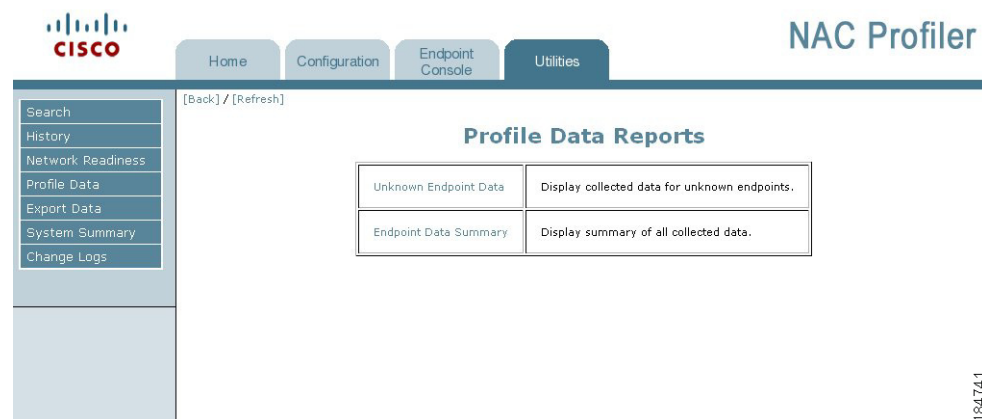 CISCO
NAC Profiler
Home
Configuration
Endpoint
Console
Utilities
[Back] / [Refresh]
Search
History
Network Readiness
Profile Data
Export Data
System Summary
Change Logs
Profile Data Reports
Unknown Endpoint Data
Display collected data for unknown endpoints.
Endpoint Data Summary
Display summary of all collected data.
184741